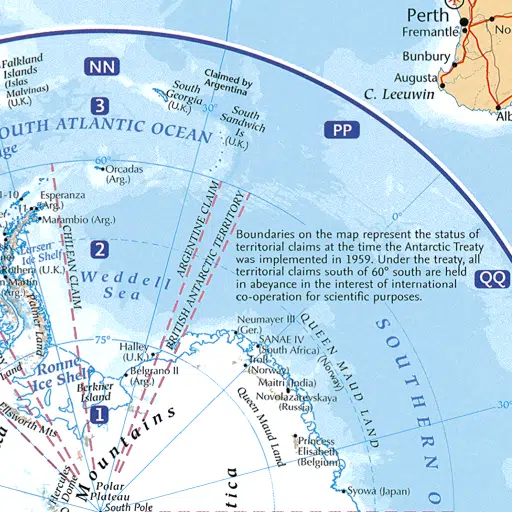 Perth
Fremantle
No
Bunbury
Augusta
C. Leeuwin
Alb
Falkland
Islands
(Islas
Malvinas)
(U.K.)
NN
Claimed by
Argentina
South
Georgia
(U.K.)
30°
South
Sandwich
Is
(U.K.)
3
PP
SOUTH ATLANTIC OCEAN
60°
Orcadas
(Arg.)
Esperanza
(Arg.)
Marambio (Arg.)
CHILEAN CLAIM
ARGENTINE CLAIM
BRITISH ANTARCTIC TERRITORY
0°
Boundaries on the map represent the status of
territorial claims at the time the Antarctic Treaty
was implemented in 1959. Under the treaty, all
territorial claims south of 60° south are held
in abeyance in the interest of international
co-operation for scientific purposes.
QQ
Larsen
Ice Shelf
Rothera (U.K.)
n Martin
(Arg.)
2
Weddell
Sea
Palmer Land
75°
Halley
(U.K.)
Belgrano II
(Arg.)
Ronne
Ice Shelf
Berkner
Island
1
Ellsworth Mts.
Neumayer III
(Ger.)
SANAE IV
(South Africa)
Troll
(Norway)
Maitri (India)
Novolazarevskaya
(Russia)
QUEEN MAUD LAND
(Norway)
Queen Maud Land
Princess
Elisabeth
(Belgium)
Syowa (Japan)
SOUTHERN O
30°
Mountains
Hercules
Dome
Polar
Plateau
South Pole
tica